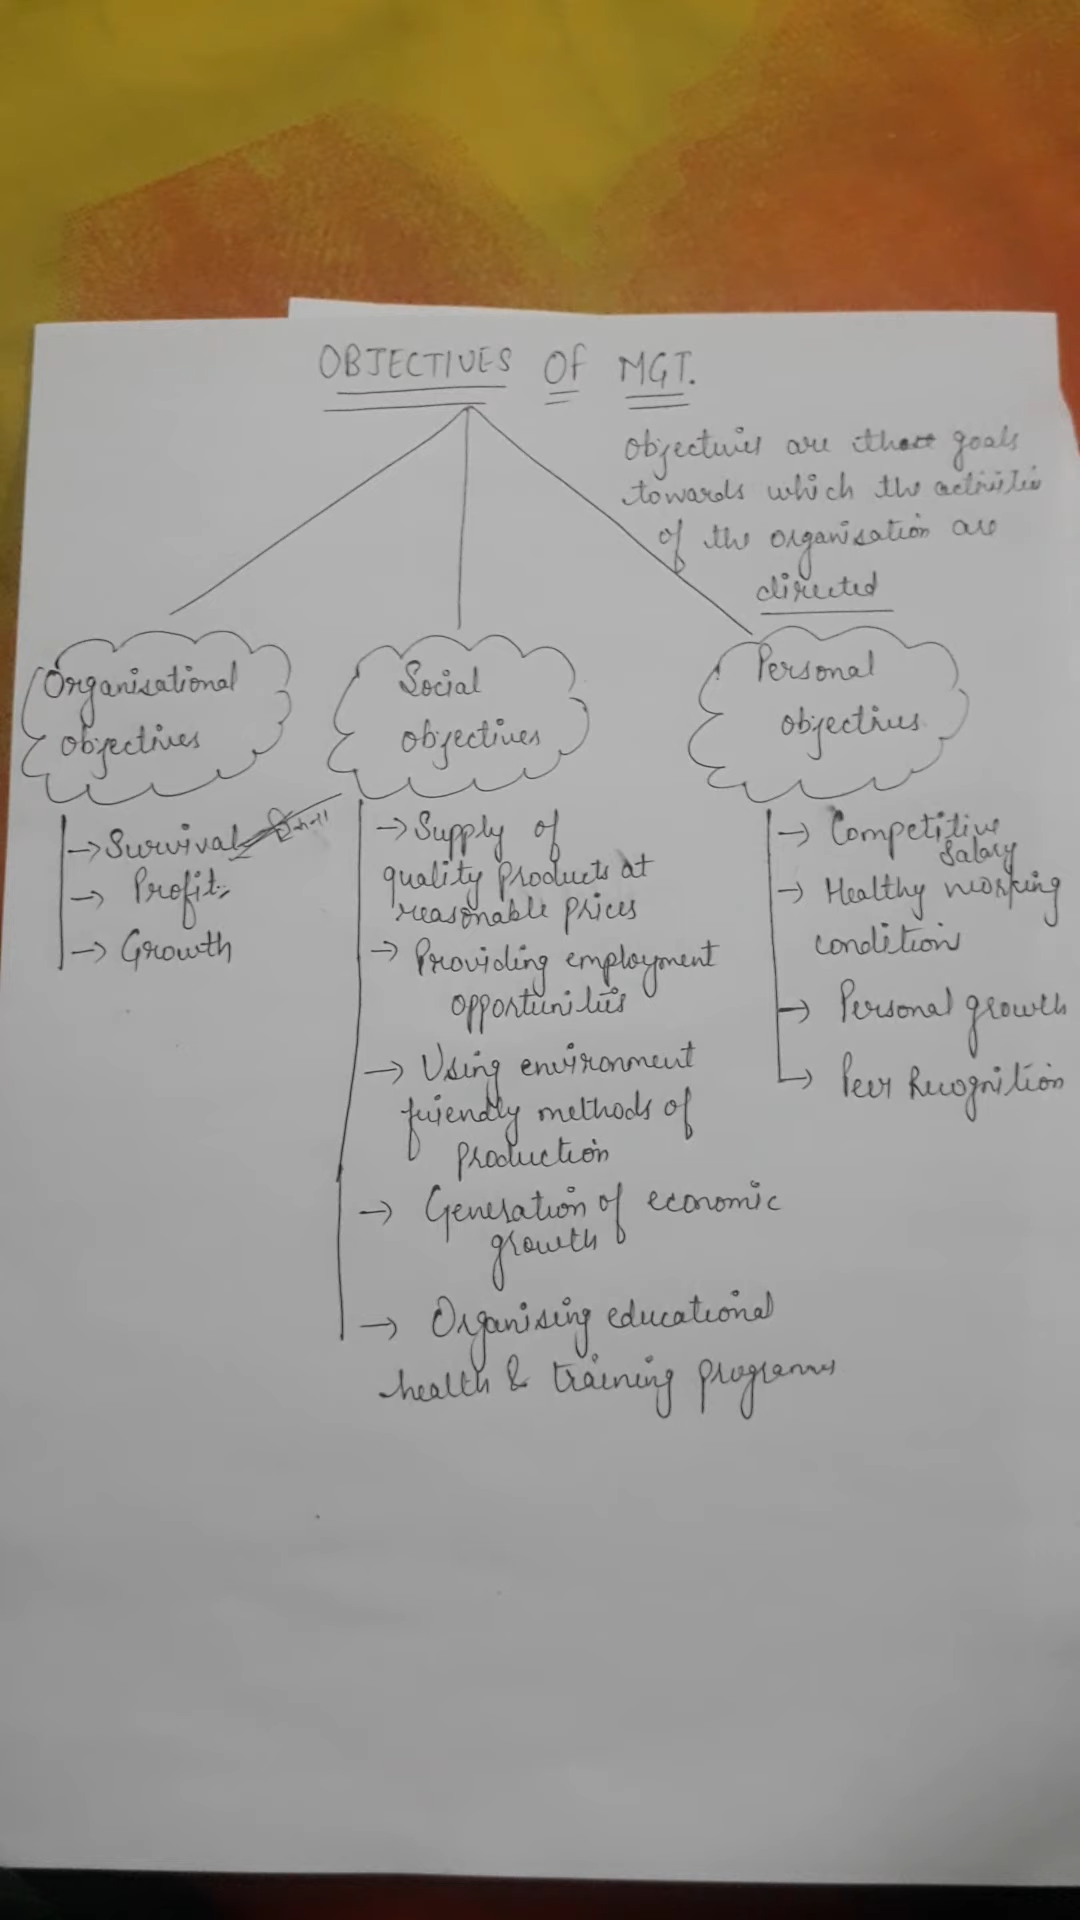 OBJECTIVES OF MGT.
Objectives are those goals
towards which the activities
of the organisation are
directed
Organisational
objectives
→ Survival
→ Profit
→ Growth
Social
objectives
→ Supply of
quality products at
reasonable prices
→ Providing employment
opportunities
→ Using environment
friendly methods of
production
→ Generation of economic
growth
→ Organising educational
health & training programs
Personal
objectives
→ Competitive
Salary
→ Healthy working
condition
→ Personal growth
→ Peer Recognition